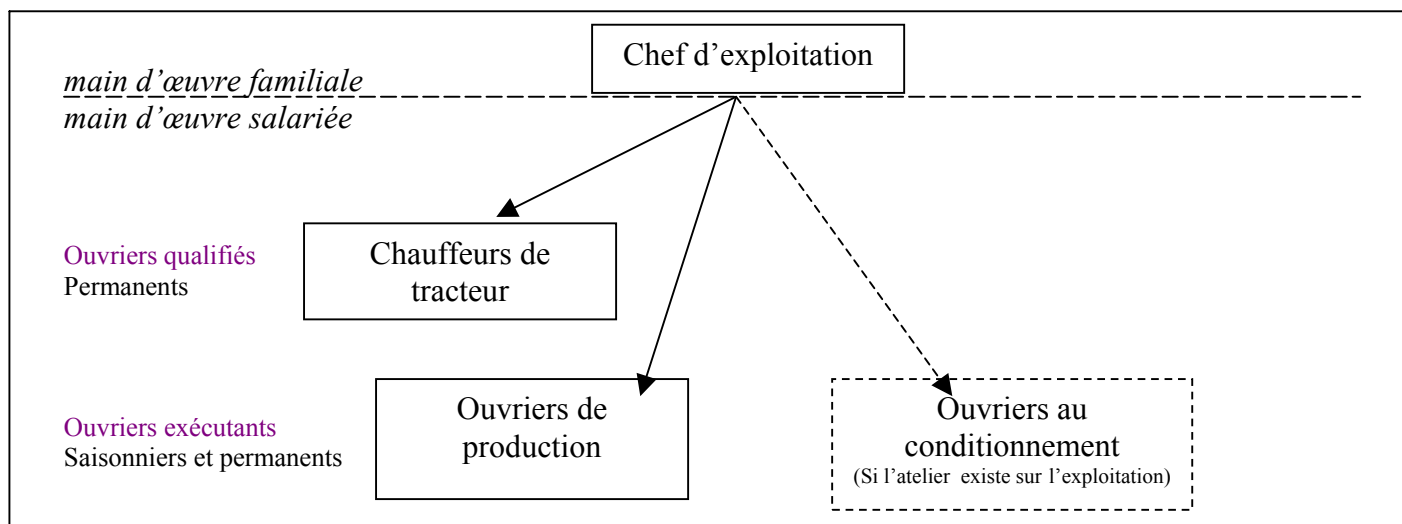 Chef d’exploitation
main d’œuvre familiale
main d’œuvre salariée
Ouvriers qualifiés
Permanents
Chauffeurs de
tracteur
Ouvriers exécutants
Saisonniers et permanents
Ouvriers de
production
Ouvriers au
conditionnement
(Si l’atelier existe sur l’exploitation)